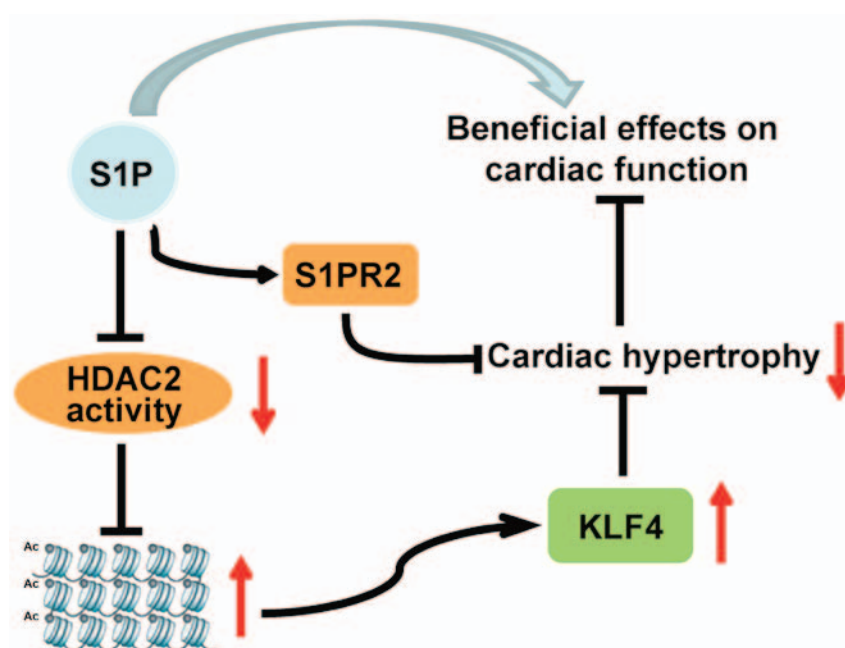 Beneficial effects on
cardiac function
S1P
S1PR2
Cardiac hypertrophy
HDAC2
activity
KLF4
Ac
Ac
Ac